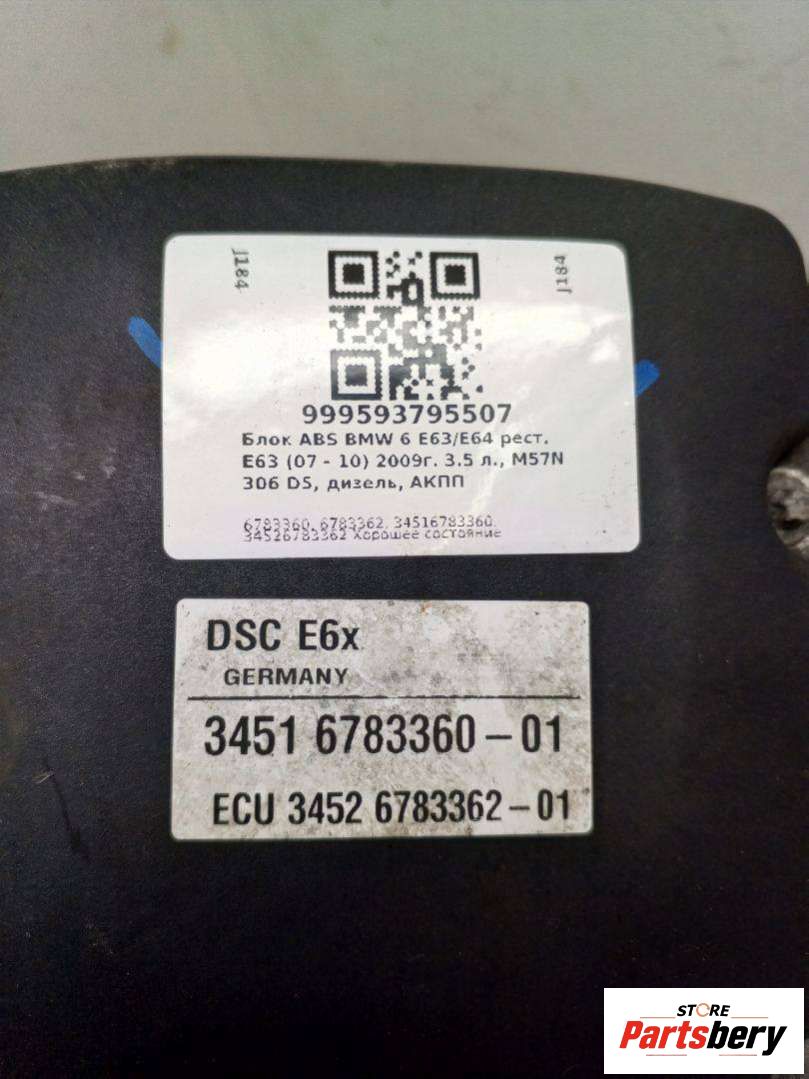 J184
J184
999593795507
Блок ABS BMW 6 E63/E64 рест.
E63 (07 - 10) 2009г. 3.5 л., M57N
306 D5, дизель, АКПП
6783360, 6783362, 34516783360,
34526783362 Хорошее состояние
DSC E6x
GERMANY
3451 6783360-01
ECU 3452 6783362-01
STORE
Partsbery